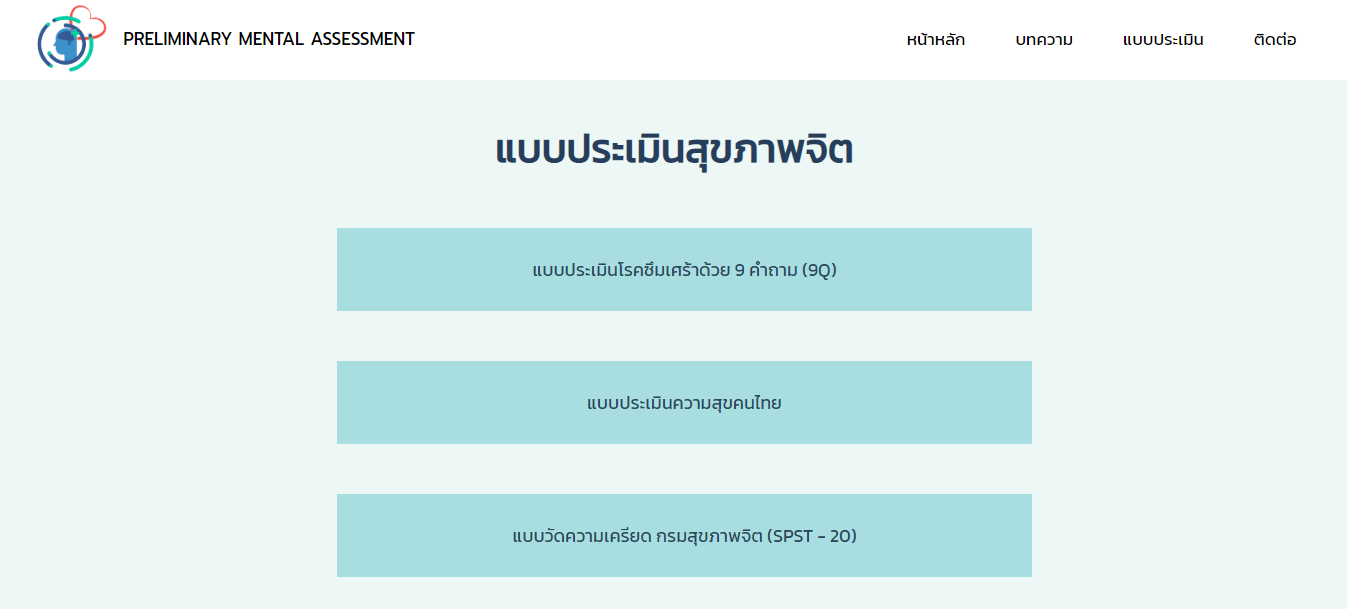 PRELIMINARY MENTAL ASSESSMENT
หน้าหลัก บทความ แบบประเมิน ติดต่อ
แบบประเมินสุขภาพจิต
แบบประเมินโรคซึมเศร้าด้วย 9 คำถาม (9Q)
แบบประเมินความสุขคนไทย
แบบวัดความเครียด กรมสุขภาพจิต (SPST - 20)